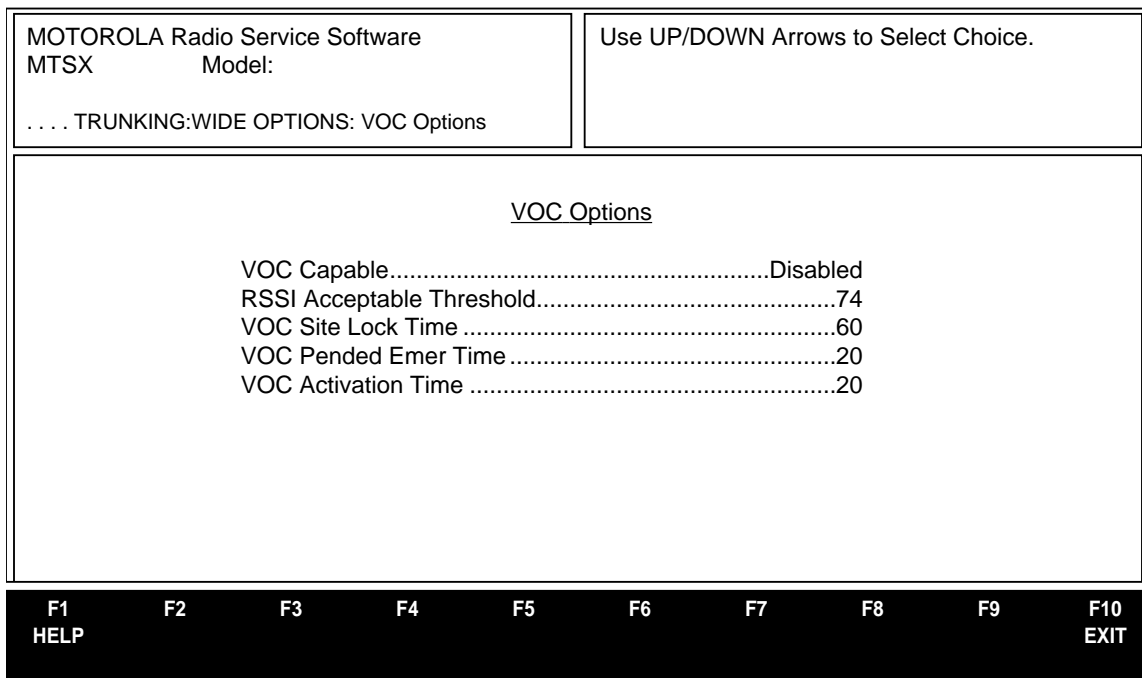 MOTOROLA Radio Service Software
MTSX Model:
. . . . TRUNKING:WIDE OPTIONS: VOC Options
Use UP/DOWN Arrows to Select Choice.
VOC Options
VOC Capable.........................................................Disabled
RSSI Acceptable Threshold.............................................74
VOC Site Lock Time ........................................................60
VOC Pended Emer Time.................................................20
VOC Activation Time .......................................................20
F1 F2 F3 F4 F5 F6 F7 F8 F9 F10
HELP EXIT